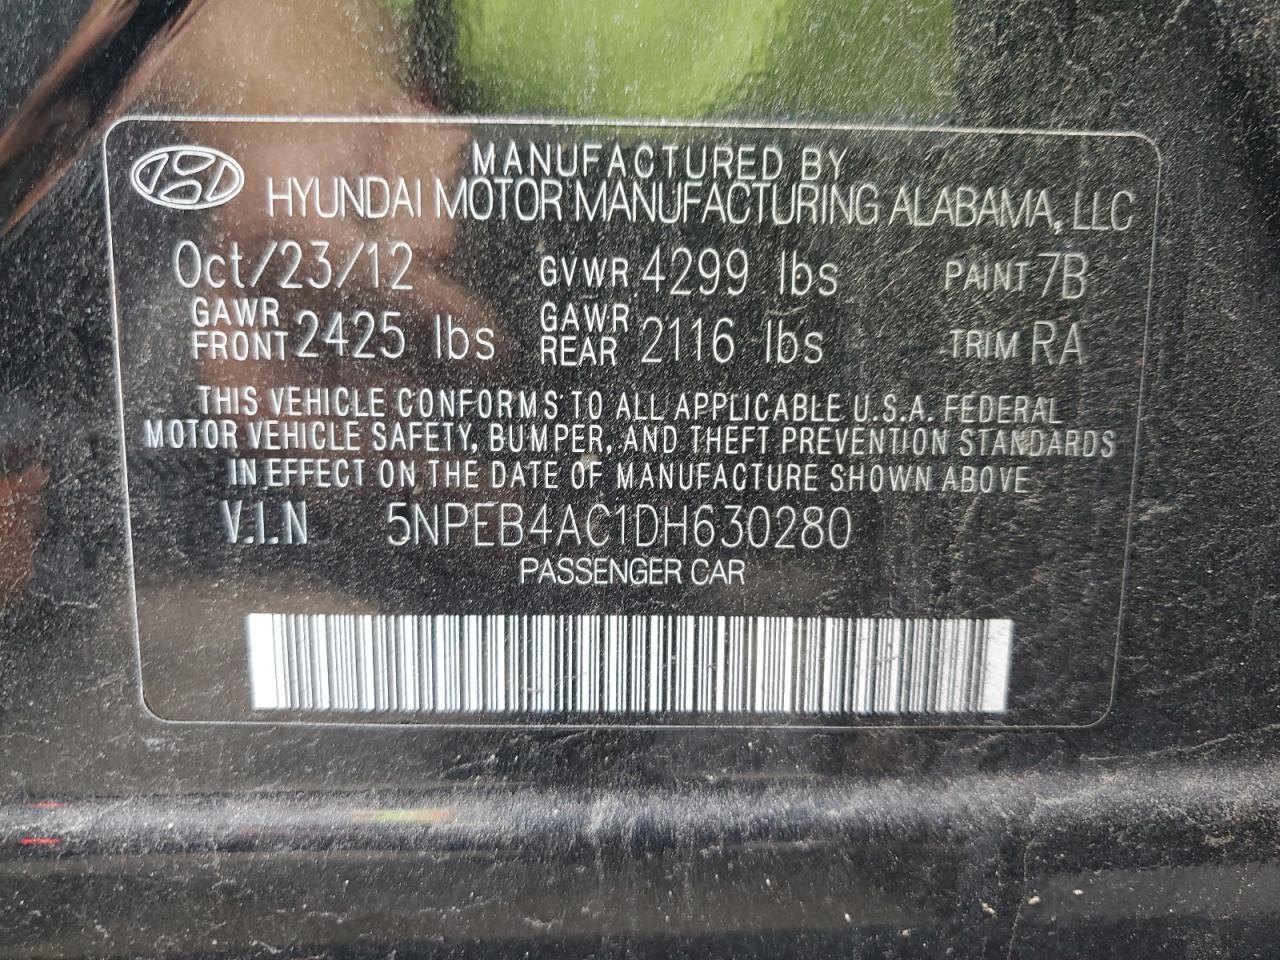 MANUFACTURED BY
HYUNDAI MOTOR MANUFACTURING ALABAMA, LLC
Oct/23/12 GVWR 4299 lbs PAINT 7B
GAWR FRONT 2425 lbs GAWR REAR 2116 lbs TRIM RA
THIS VEHICLE CONFORMS TO ALL APPLICABLE U.S.A. FEDERAL
MOTOR VEHICLE SAFETY, BUMPER, AND THEFT PREVENTION STANDARDS
IN EFFECT ON THE DATE OF MANUFACTURE SHOWN ABOVE
V.I.N 5NPEB4AC1DH630280
PASSENGER CAR